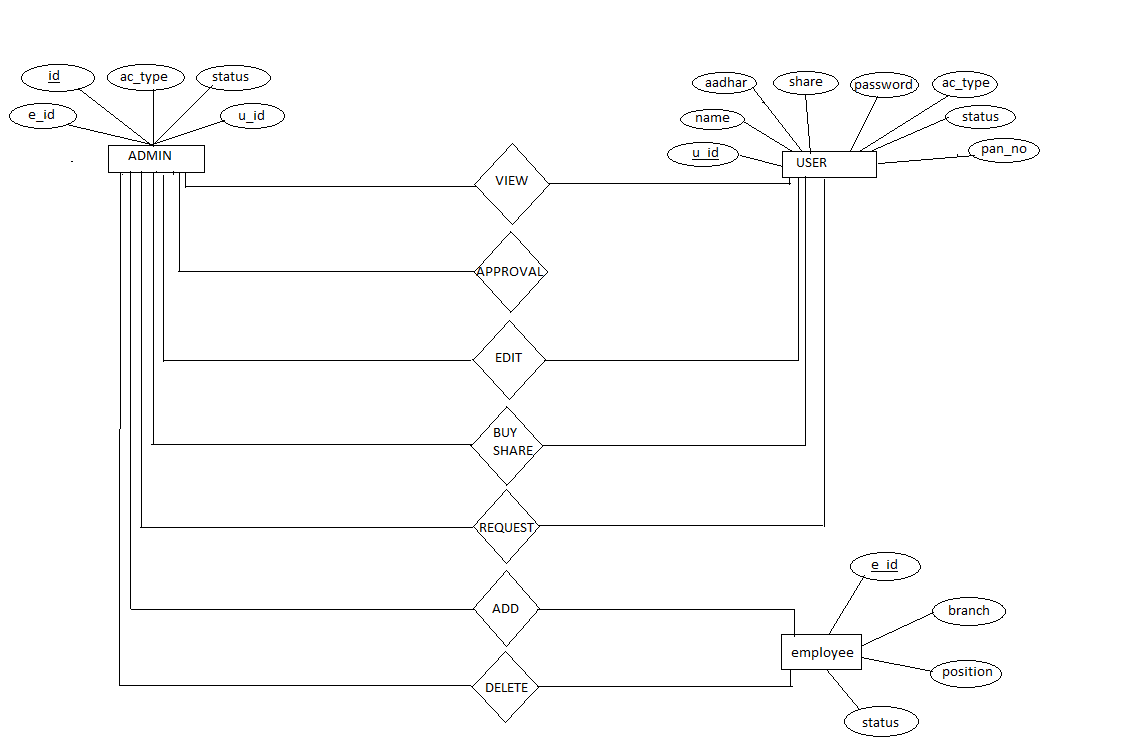 id
ac_type
status
e_id
u_id
ADMIN
aadhar
share
password
ac_type
name
status
u_id
pan_no
USER
VIEW
APPROVAL
EDIT
BUY
SHARE
REQUEST
ADD
DELETE
e_id
branch
employee
position
status